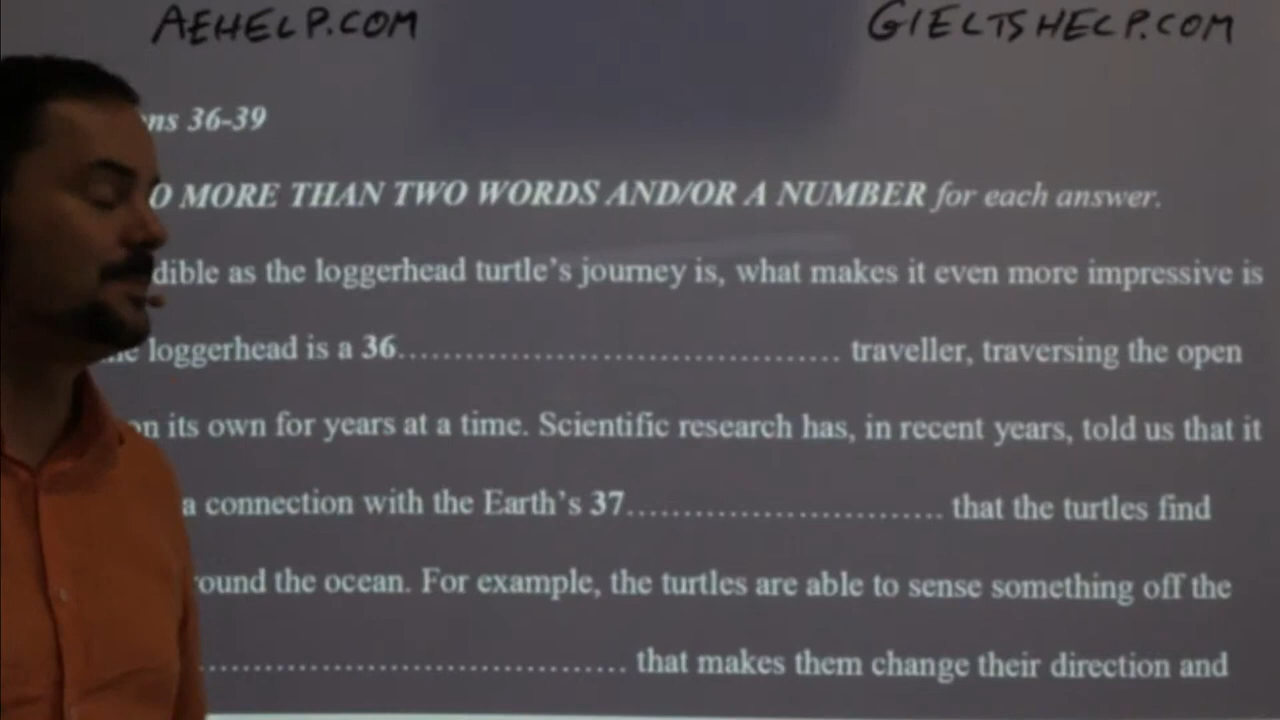 AEHELP.COM
GIELTSHELP.COM
ns 36-39
O MORE THAN TWO WORDS AND/OR A NUMBER for each answer.
dible as the loggerhead turtle's journey is, what makes it even more impressive is
loggerhead is a 36........................................ traveller, traversing the open
on its own for years at a time. Scientific research has, in recent years, told us that it
a connection with the Earth's 37............................. that the turtles find
ound the ocean. For example, the turtles are able to sense something off the
....................................... that makes them change their direction and